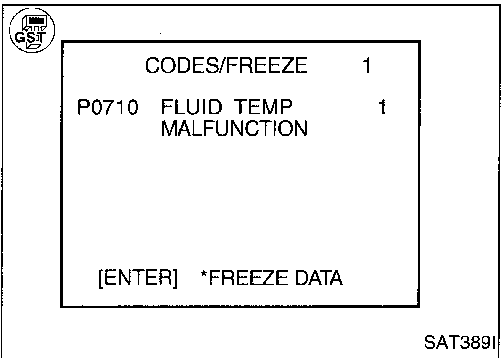 GST
CODES/FREEZE 1
P0710 FLUID TEMP 1
MALFUNCTION
[ENTER] *FREEZE DATA
SAT389I